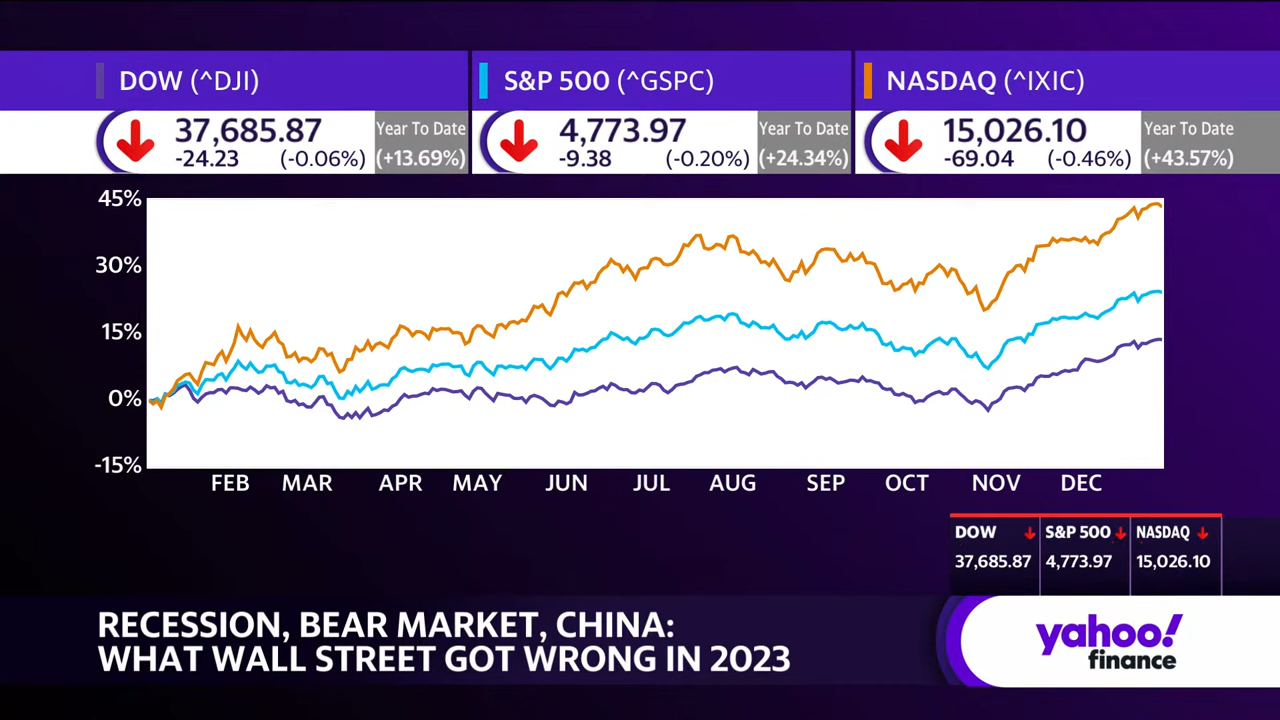 DOW (^DJI)
37,685.87
-24.23 (-0.06%)
Year To Date
(+13.69%)
S&P 500 (^GSPC)
4,773.97
-9.38 (-0.20%)
Year To Date
(+24.34%)
NASDAQ (^IXIC)
15,026.10
-69.04 (-0.46%)
Year To Date
(+43.57%)
45%
30%
15%
0%
-15%
FEB MAR APR MAY JUN JUL AUG SEP OCT NOV DEC
DOW S&P 500 NASDAQ
37,685.87 4,773.97 15,026.10
RECESSION, BEAR MARKET, CHINA:
WHAT WALL STREET GOT WRONG IN 2023
yahoo!
finance